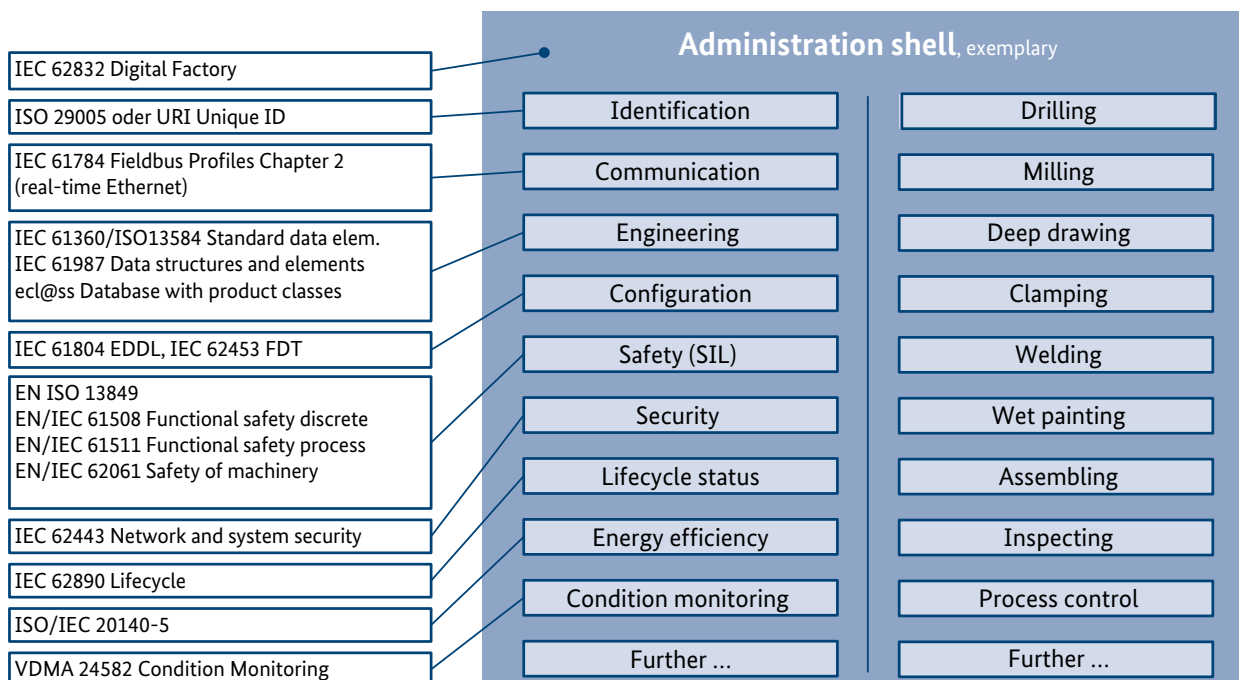 Administration shell, exemplary
IEC 62832 Digital Factory
ISO 29005 oder URI Unique ID
IEC 61784 Fieldbus Profiles Chapter 2
(real-time Ethernet)
IEC 61360/ISO13584 Standard data elem.
IEC 61987 Data structures and elements
ecl@ss Database with product classes
IEC 61804 EDDL, IEC 62453 FDT
EN ISO 13849
EN/IEC 61508 Functional safety discrete
EN/IEC 61511 Functional safety process
EN/IEC 62061 Safety of machinery
IEC 62443 Network and system security
IEC 62890 Lifecycle
ISO/IEC 20140-5
VDMA 24582 Condition Monitoring
Identification
Communication
Engineering
Configuration
Safety (SIL)
Security
Lifecycle status
Energy efficiency
Condition monitoring
Further ...
Drilling
Milling
Deep drawing
Clamping
Welding
Wet painting
Assembling
Inspecting
Process control
Further ...